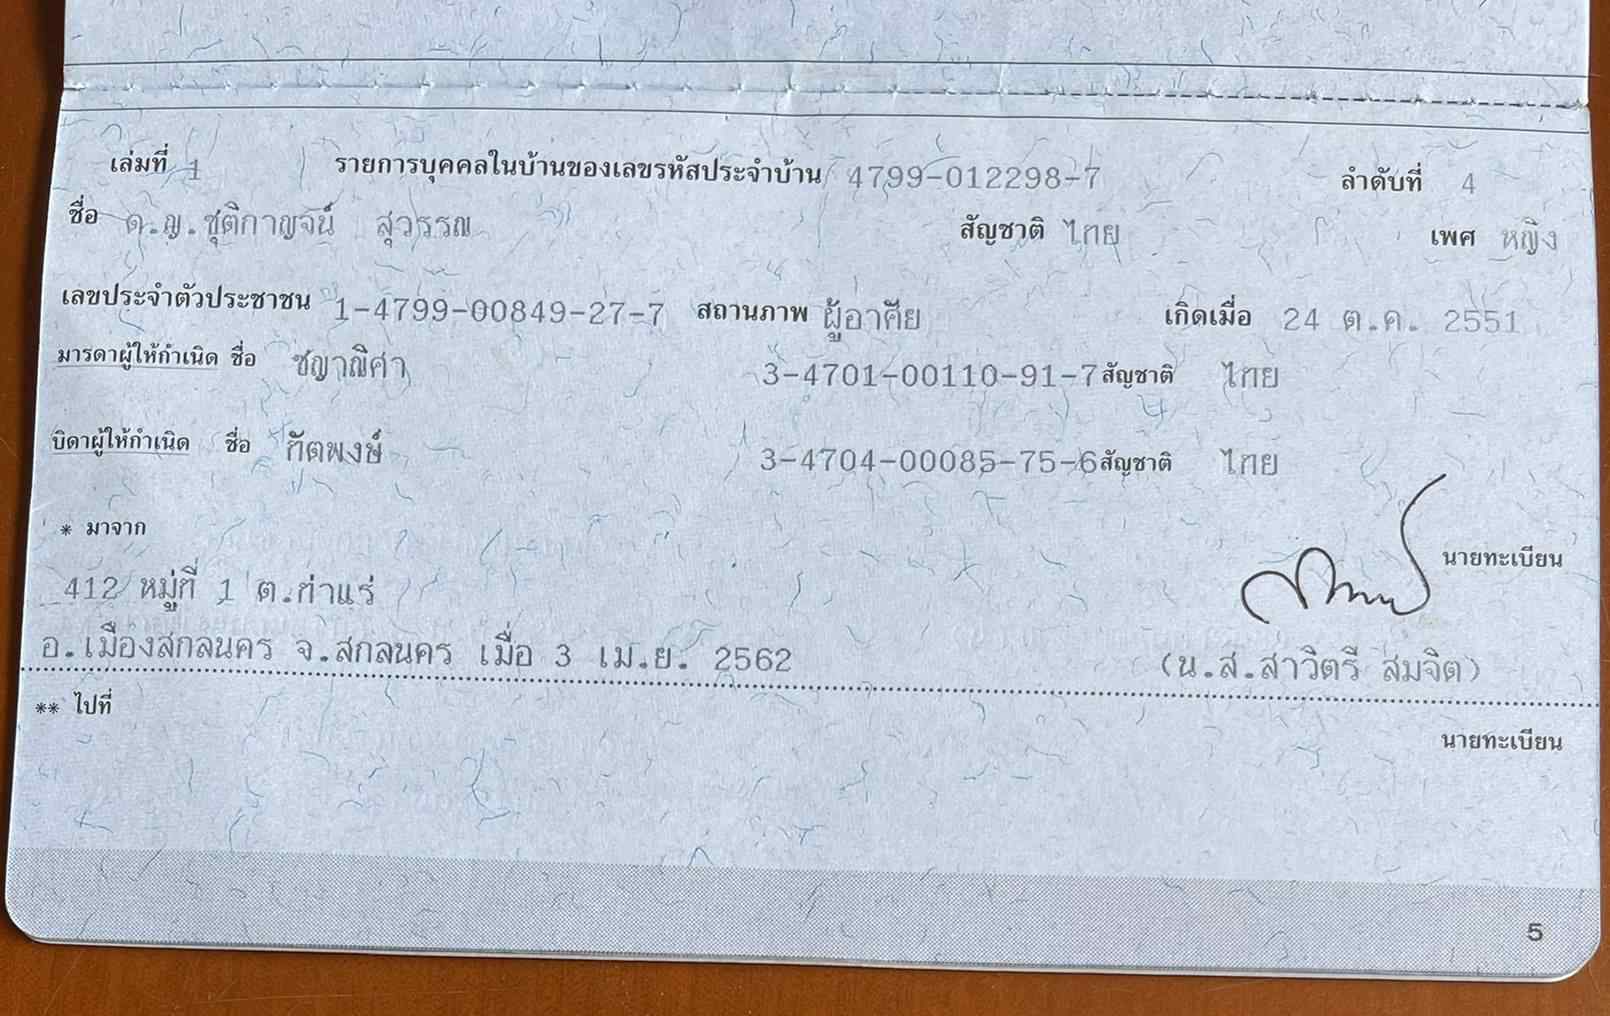 เล่มที่ 1 รายการบุคคลในบ้านของเลขรหัสประจำบ้าน 4799-012298-7 ลำดับที่ 4
ชื่อ ด.ญ.ชุติกาญจน์ สุวรรณ สัญชาติ ไทย เพศ หญิง
เลขประจำตัวประชาชน 1-4799-00849-27-7 สถานภาพ ผู้อาศัย เกิดเมื่อ 24 ต.ค. 2551
มารดาผู้ให้กำเนิด ชื่อ ชญาณิศา 3-4701-00110-91-7 สัญชาติ ไทย
บิดาผู้ให้กำเนิด ชื่อ ทัตพงษ์ 3-4704-00085-75-6 สัญชาติ ไทย
* มาจาก
นายทะเบียน
412 หมู่ที่ 1 ต.ท่าแร่
อ.เมืองสกลนคร จ.สกลนคร เมื่อ 3 เม.ย. 2562 (น.ส.สาวิตรี สมจิต)
** ไปที่
นายทะเบียน
5